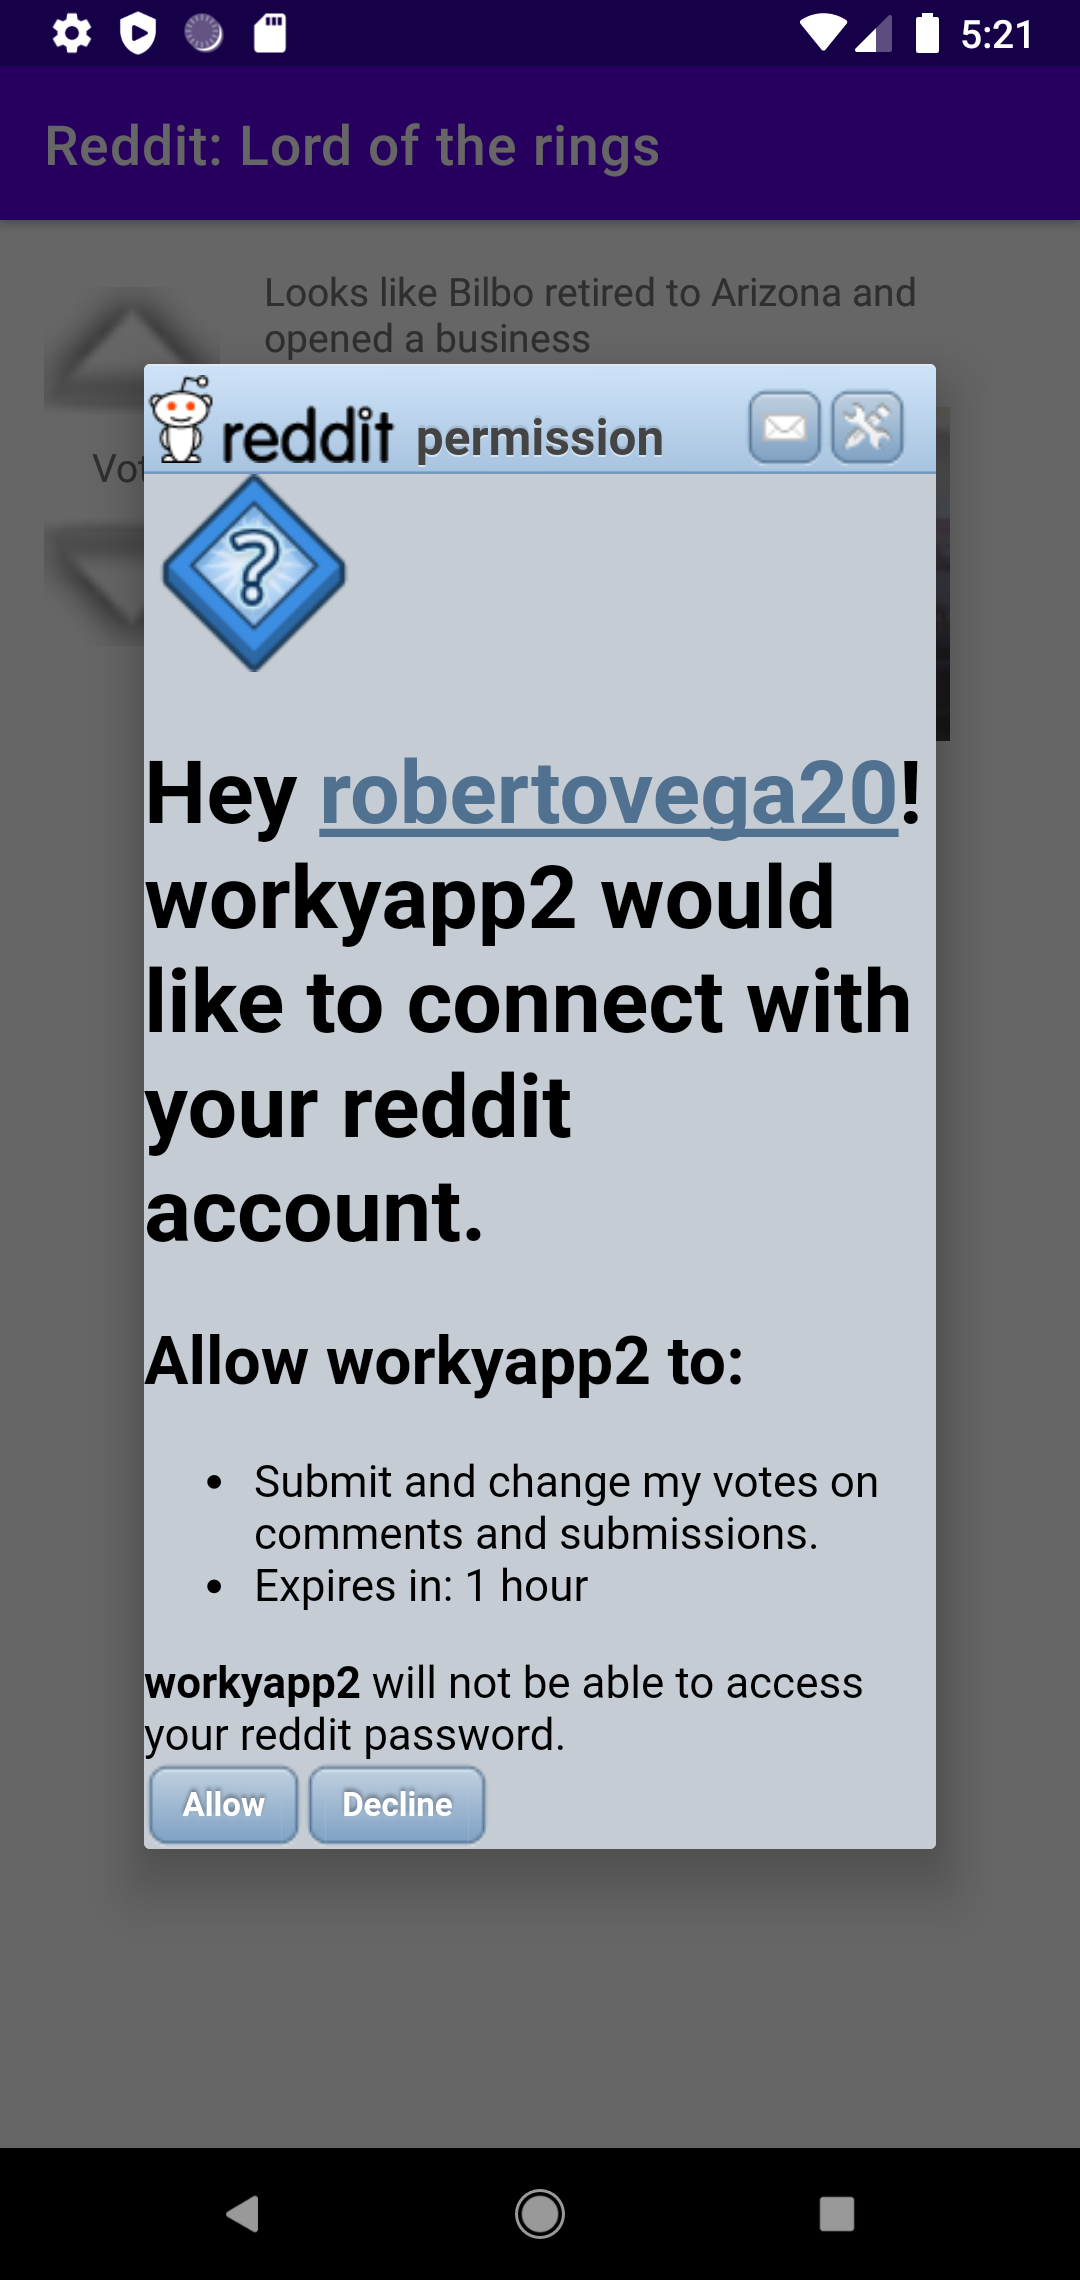 5:21
Reddit: Lord of the rings
Looks like Bilbo retired to Arizona and
opened a business
reddit permission
Hey robertovega20!
workyapp2 would
like to connect with
your reddit
account.
Allow workyapp2 to:
• Submit and change my votes on
comments and submissions.
• Expires in: 1 hour
workyapp2 will not be able to access
your reddit password.
Allow Decline